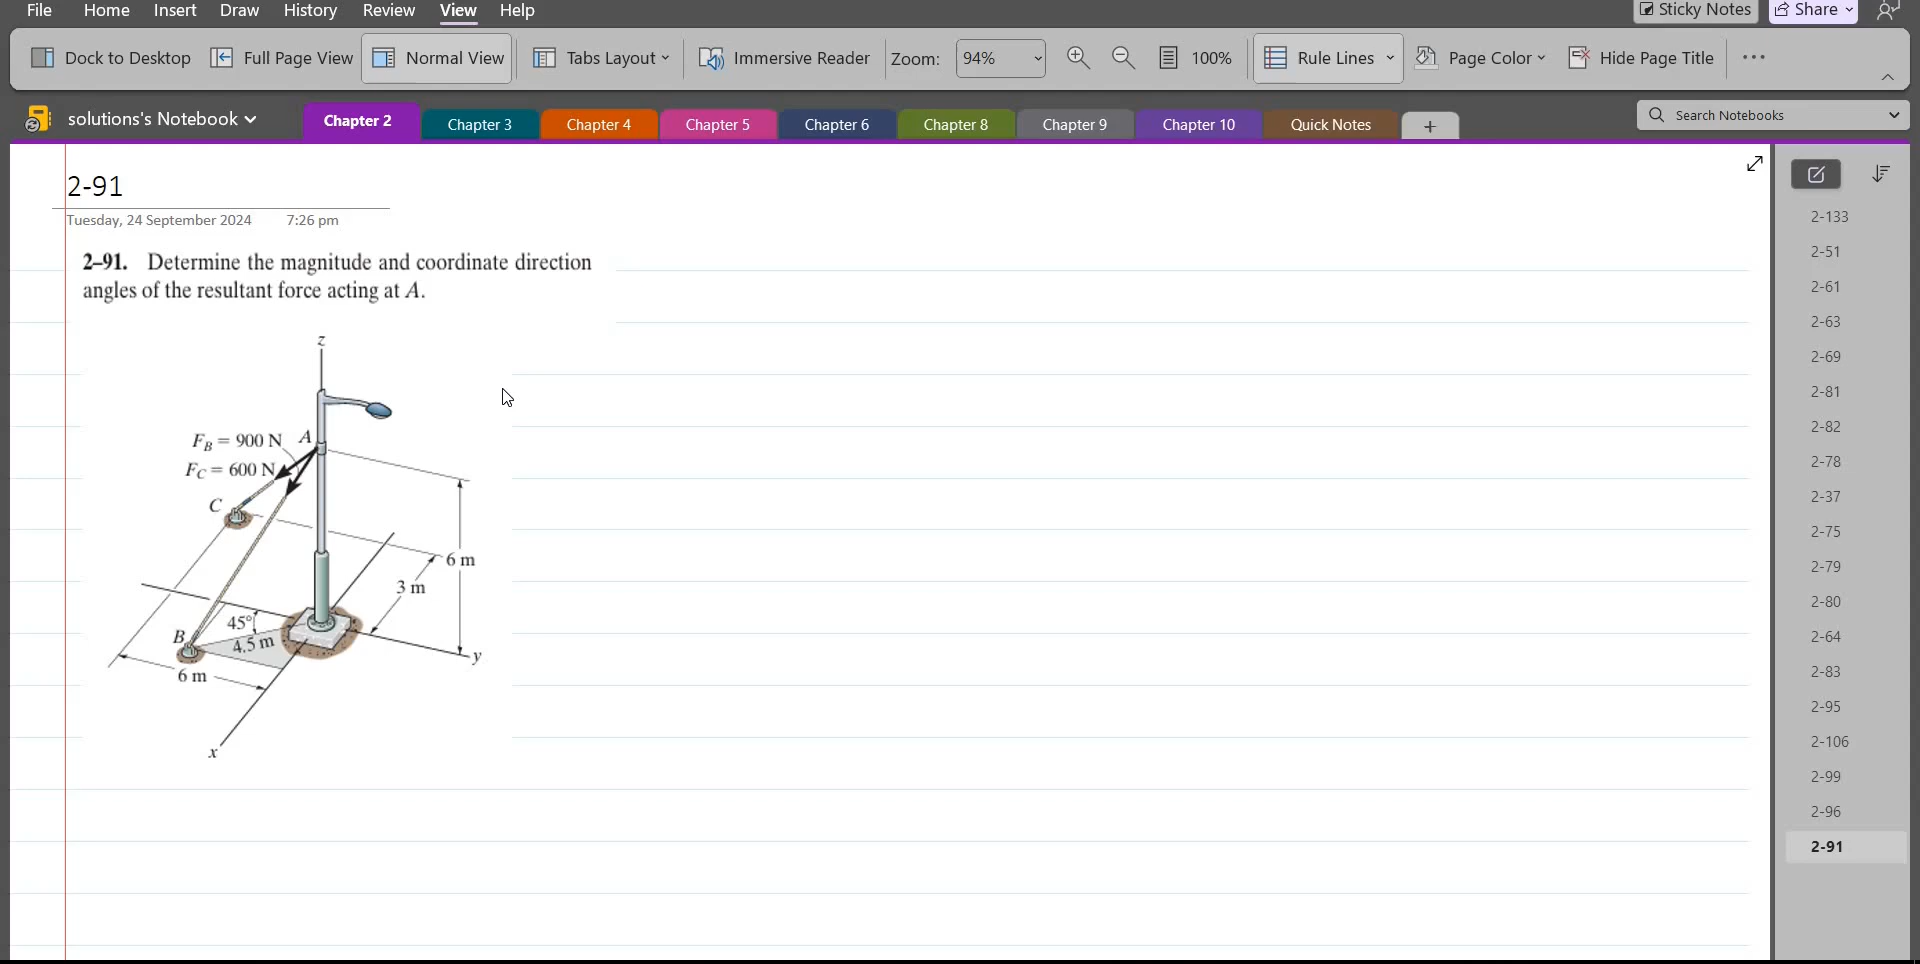 File Home Insert Draw History Review View Help Sticky Notes Share
Dock to Desktop Full Page View Normal View Tabs Layout Immersive Reader Zoom: 94% 100% Rule Lines Page Color Hide Page Title
solutions's Notebook Chapter 2 Chapter 3 Chapter 4 Chapter 5 Chapter 6 Chapter 8 Chapter 9 Chapter 10 Quick Notes + Search Notebooks
2-91
Tuesday, 24 September 2024 7:26 pm
2–91. Determine the magnitude and coordinate direction
angles of the resultant force acting at A.
z
F_B = 900 N A
F_C = 600 N
C
6 m
3 m
45°
B 4.5 m
y
6 m
x
2-133
2-51
2-61
2-63
2-69
2-81
2-82
2-78
2-37
2-75
2-79
2-80
2-64
2-83
2-95
2-106
2-99
2-96
2-91